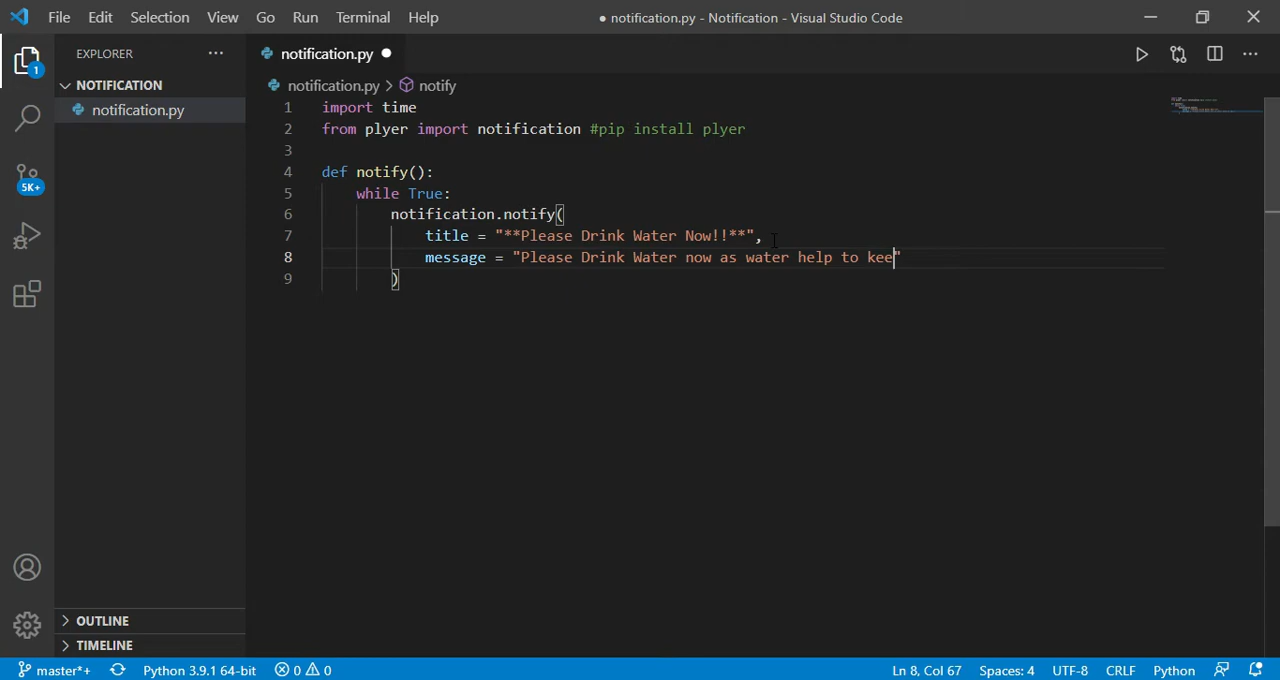 File Edit Selection View Go Run Terminal Help ● notification.py - Notification - Visual Studio Code
EXPLORER ···
NOTIFICATION
notification.py
OUTLINE
TIMELINE
1
5K+
notification.py ●
notification.py > notify
1 import time
2 from plyer import notification #pip install plyer
3
4 def notify():
5 while True:
6 notification.notify(
7 title = "**Please Drink Water Now!!**",
8 message = "Please Drink Water now as water help to kee"
9 )
master*+ Python 3.9.1 64-bit 0 0 Ln 8, Col 67 Spaces: 4 UTF-8 CRLF Python